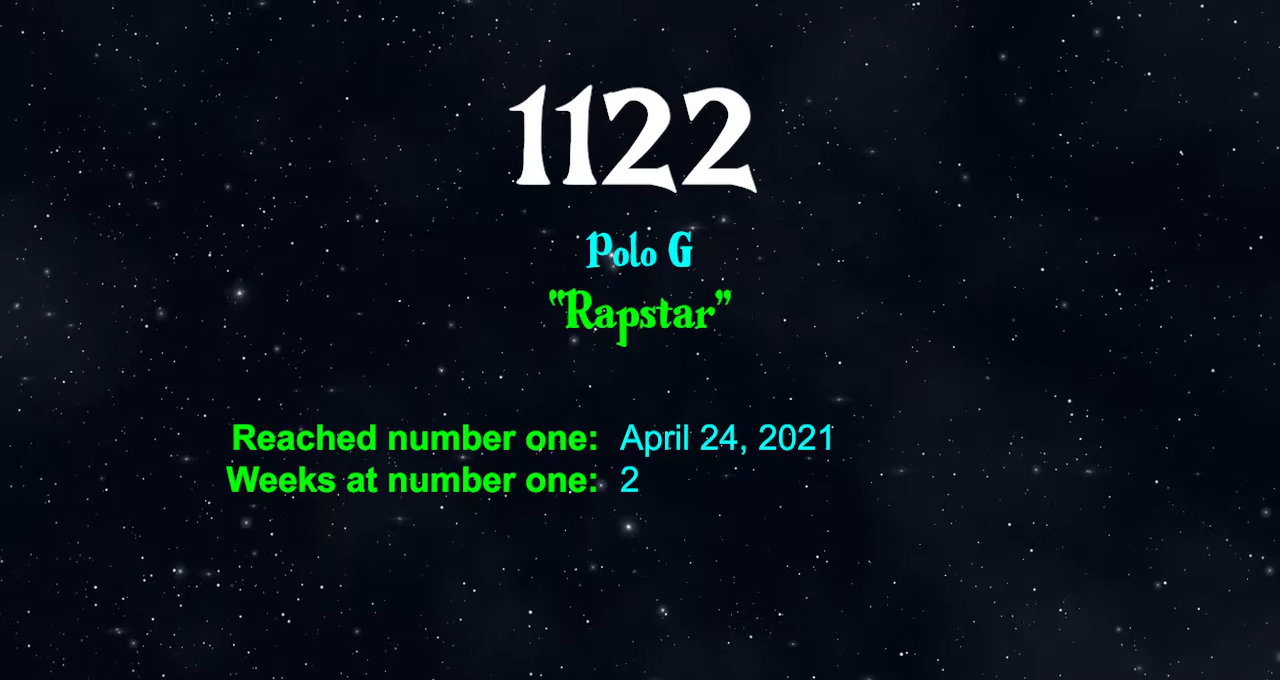 1122
Polo G
“Rapstar”
Reached number one: April 24, 2021
Weeks at number one: 2